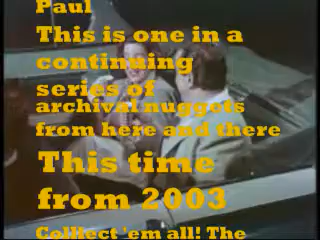 Paul
This is one in a
continuing
series of
archival nuggets
from here and there
This time
from 2003
Colllect 'em all! The